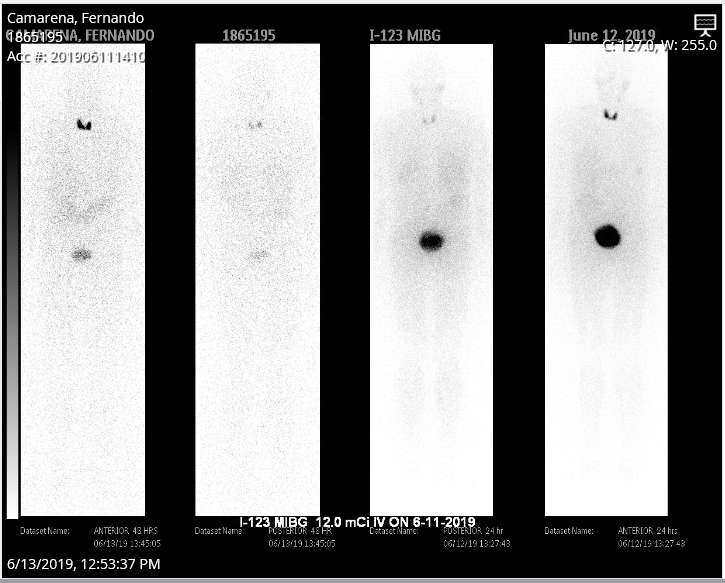 Camarena, Fernando
CAMARENA, FERNANDO 1865195 I-123 MIBG June 12, 2019
1865195
C: 127.0, W: 255.0
Acc #: 201906111410
I-123 MIBG 12.0 mCi IV ON 6-11-2019
Dataset Name: ANTERIOR 48 HRS Dataset Name: POSTERIOR 48 HR Dataset Name: POSTERIOR 24 hr Dataset Name: ANTERIOR 24 hrs
06/13/19 13:45:05 06/13/19 13:45:05 06/12/19 13:27:43 06/12/19 13:27:43
6/13/2019, 12:53:37 PM